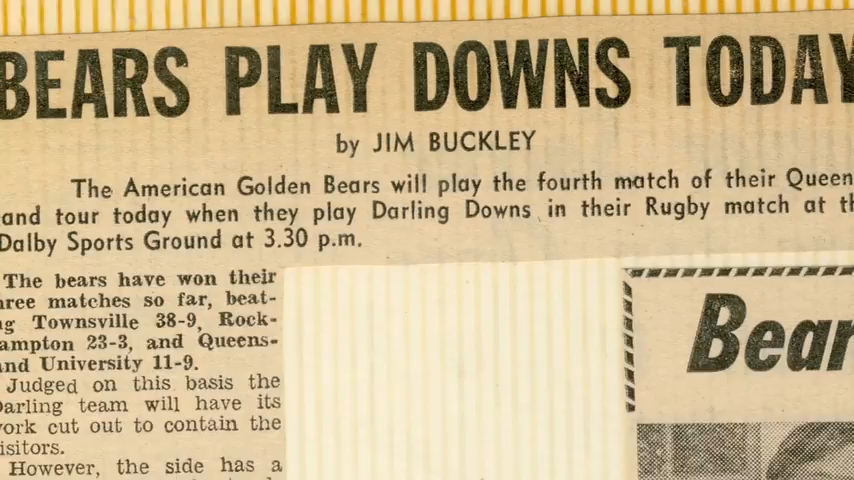 BEARS PLAY DOWNS TODAY
by JIM BUCKLEY
The American Golden Bears will play the fourth match of their Queen
and tour today when they play Darling Downs in their Rugby match at th
Dalby Sports Ground at 3.30 p.m.
The bears have won their
hree matches so far, beat-
ng Townsville 38-9, Rock-
ampton 23-3, and Queens-
and University 11-9.
Judged on this basis the
Darling team will have its
ork cut out to contain the
isitors.
However, the side has a
Bear